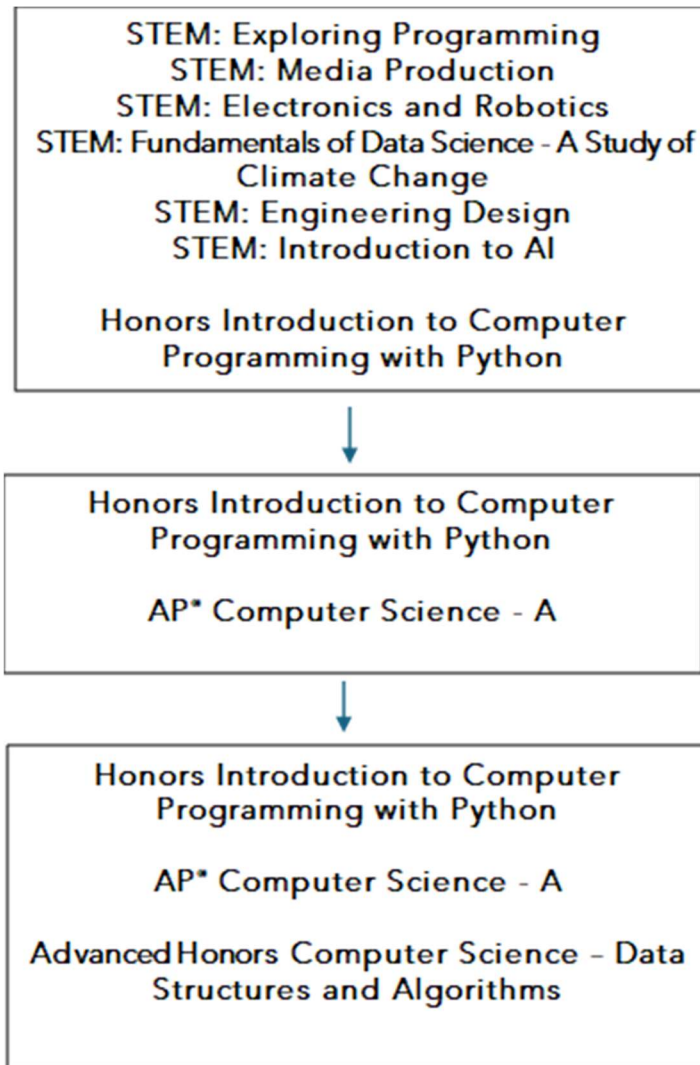 STEM: Exploring Programming
STEM: Media Production
STEM: Electronics and Robotics
STEM: Fundamentals of Data Science - A Study of
Climate Change
STEM: Engineering Design
STEM: Introduction to AI
Honors Introduction to Computer
Programming with Python
Honors Introduction to Computer
Programming with Python
AP* Computer Science - A
Honors Introduction to Computer
Programming with Python
AP* Computer Science - A
Advanced Honors Computer Science – Data
Structures and Algorithms